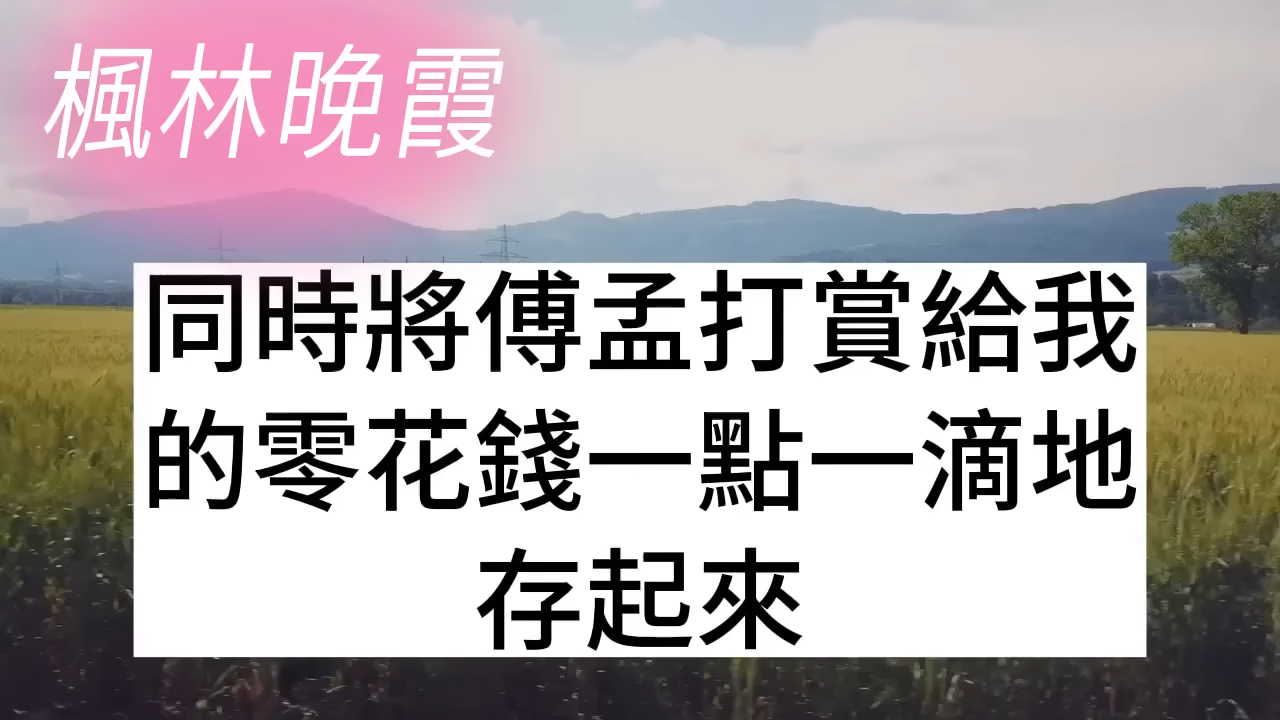 楓林晚霞
同時將傅孟打賞給我
的零花錢一點一滴地
存起來